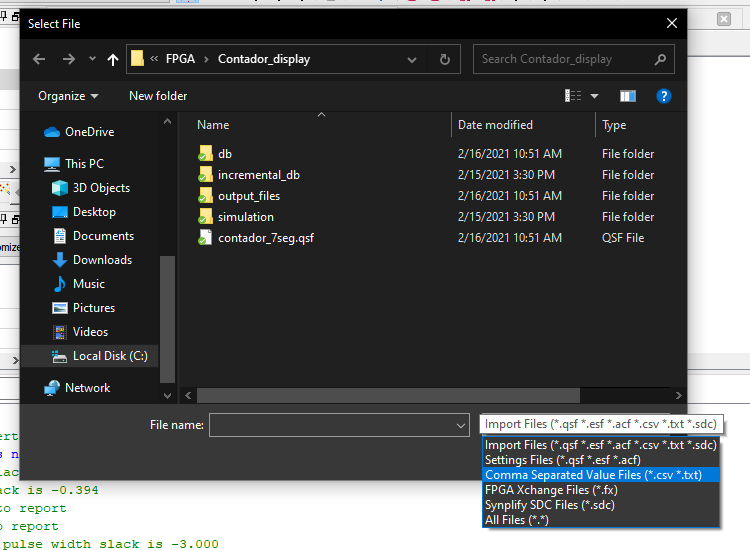 Select File
« FPGA › Contador_display
Search Contador_display
Organize
New folder
Name
Date modified
Type
OneDrive
This PC
3D Objects
Desktop
Documents
Downloads
Music
Pictures
Videos
Local Disk (C:)
Network
db 2/16/2021 10:51 AM File folder
incremental_db 2/15/2021 3:30 PM File folder
output_files 2/16/2021 10:51 AM File folder
simulation 2/15/2021 3:30 PM File folder
contador_7seg.qsf 2/16/2021 10:51 AM QSF File
File name:
Import Files (*.qsf *.esf *.acf *.csv *.txt *.sdc)
Import Files (*.qsf *.esf *.acf *.csv *.txt *.sdc)
Settings Files (*.qsf *.esf *.acf)
Comma Separated Value Files (*.csv *.txt)
FPGA Xchange Files (*.fx)
Synplify SDC Files (*.sdc)
All Files (*.*)
is -0.394
to report
report
pulse width slack is -3.000